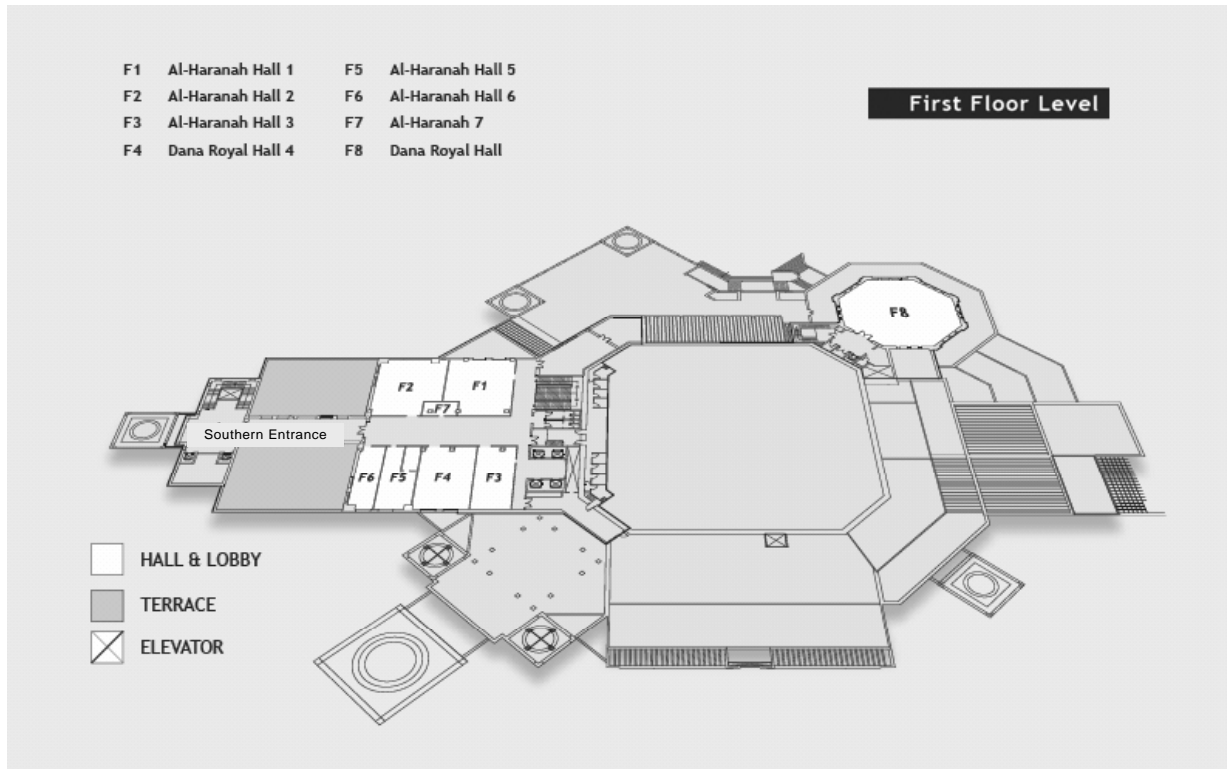 F1 Al-Haranah Hall 1 F5 Al-Haranah Hall 5
F2 Al-Haranah Hall 2 F6 Al-Haranah Hall 6
F3 Al-Haranah Hall 3 F7 Al-Haranah 7
F4 Dana Royal Hall 4 F8 Dana Royal Hall
First Floor Level
F8
F2 F1
F7
Southern Entrance
F6 F5 F4 F3
HALL & LOBBY
TERRACE
ELEVATOR